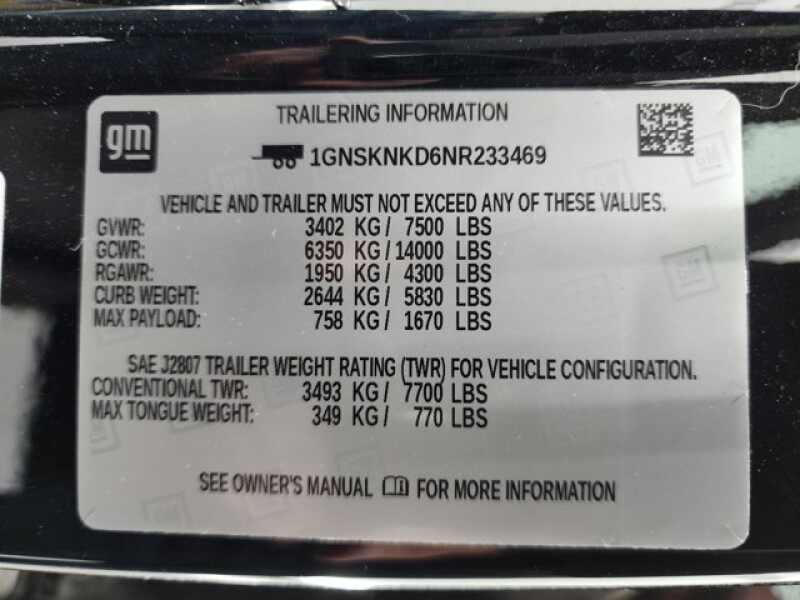 gm
TRAILERING INFORMATION
1GNSKNKD6NR233469
VEHICLE AND TRAILER MUST NOT EXCEED ANY OF THESE VALUES.
GVWR: 3402 KG / 7500 LBS
GCWR: 6350 KG / 14000 LBS
RGAWR: 1950 KG / 4300 LBS
CURB WEIGHT: 2644 KG / 5830 LBS
MAX PAYLOAD: 758 KG / 1670 LBS
SAE J2807 TRAILER WEIGHT RATING (TWR) FOR VEHICLE CONFIGURATION.
CONVENTIONAL TWR: 3493 KG / 7700 LBS
MAX TONGUE WEIGHT: 349 KG / 770 LBS
SEE OWNER'S MANUAL FOR MORE INFORMATION